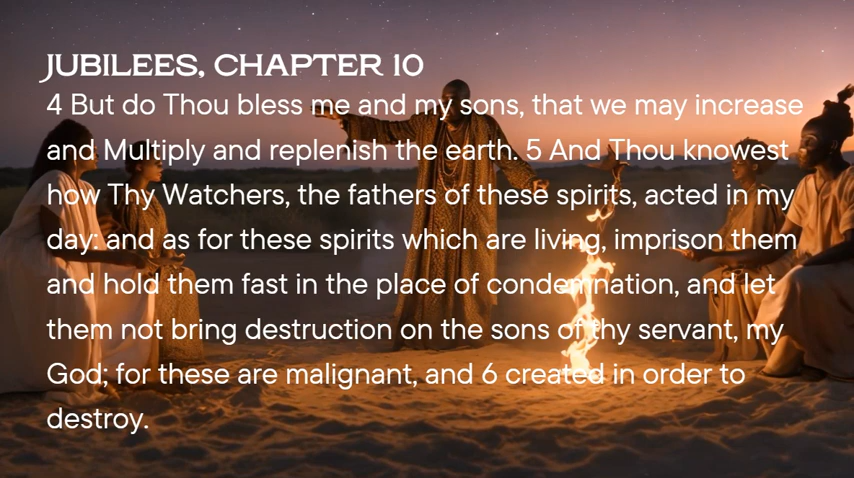 JUBILEES, CHAPTER 10
4 But do Thou bless me and my sons, that we may increase
and Multiply and replenish the earth. 5 And Thou knowest
how Thy Watchers, the fathers of these spirits, acted in my
day: and as for these spirits which are living, imprison them
and hold them fast in the place of condemnation, and let
them not bring destruction on the sons of thy servant, my
God; for these are malignant, and 6 created in order to
destroy.